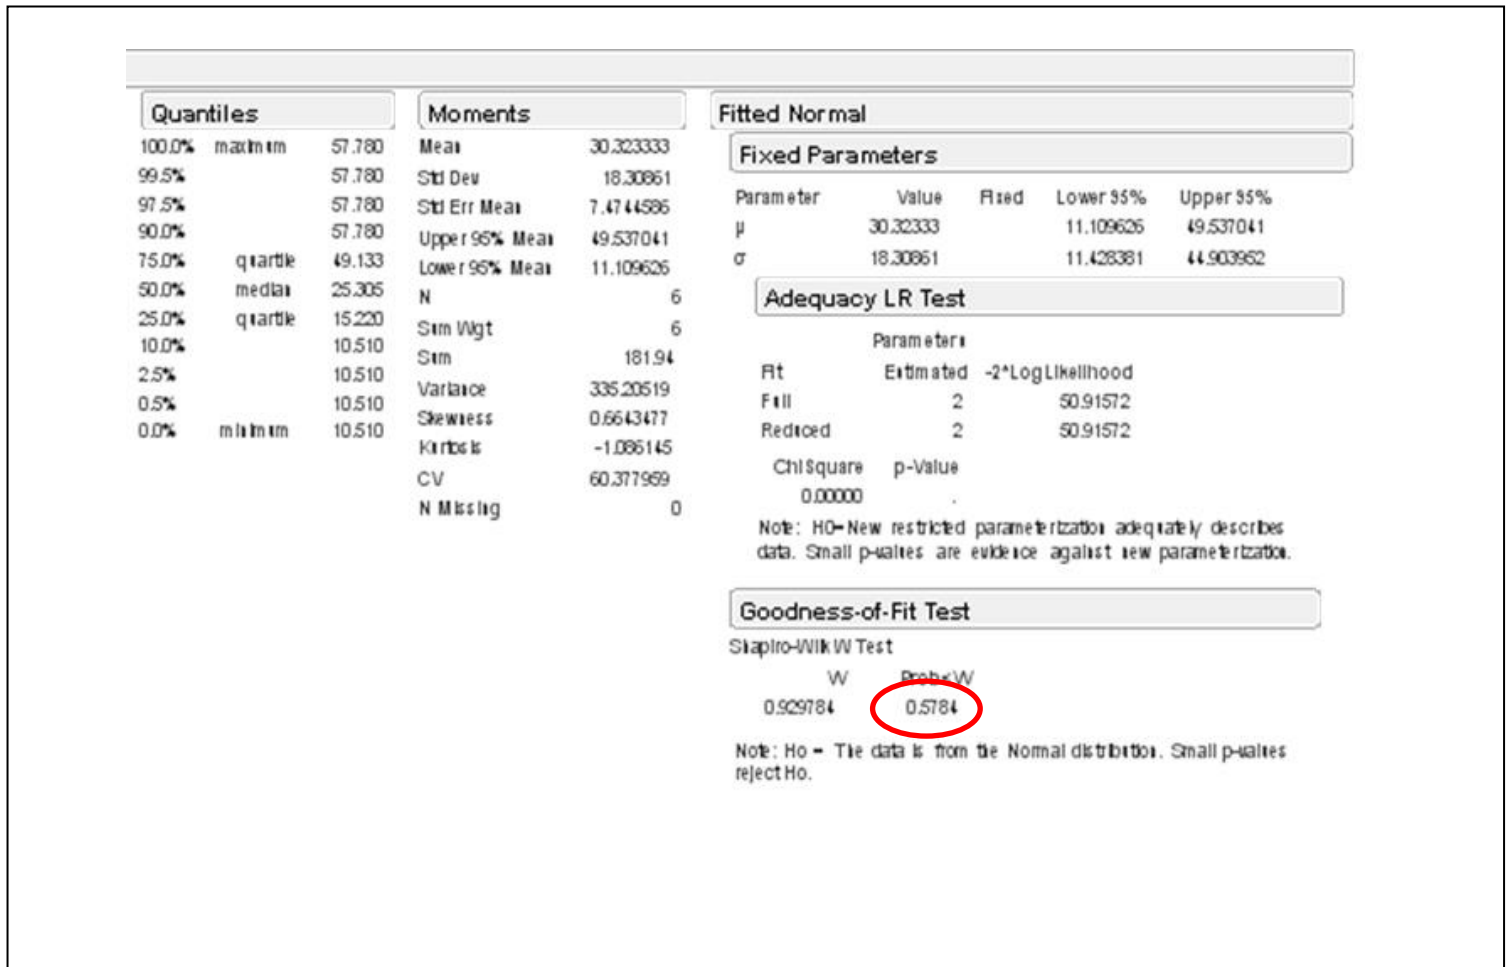 Quantiles
100.0% maximum 57.780
99.5% 57.780
97.5% 57.780
90.0% 57.780
75.0% quartile 49.133
50.0% median 25.305
25.0% quartile 15.220
10.0% 10.510
2.5% 10.510
0.5% 10.510
0.0% minimum 10.510
Moments
Mean 30.323333
Std Dev 18.30861
Std Err Mean 7.4744586
Upper 95% Mean 49.537041
Lower 95% Mean 11.109626
N 6
Sum Wgt 6
Sum 181.94
Variance 335.20519
Skewness 0.6643477
Kurtosis -1.086145
CV 60.377959
N Missing 0
Fitted Normal
Fixed Parameters
Parameter Value Fixed Lower 95% Upper 95%
μ 30.32333 11.109626 49.537041
σ 18.30861 11.428381 44.903952
Adequacy LR Test
Parameters
Fit Estimated -2*LogLikelihood
Full 2 50.91572
Reduced 2 50.91572
ChiSquare p-Value
0.00000 .
Note: H0=New restricted parameterization adequately describes
data. Small p-values are evidence against new parameterization.
Goodness-of-Fit Test
Shapiro-Wilk W Test
W Prob<W
0.929784 0.5784
Note: Ho = The data is from the Normal distribution. Small p-values
reject Ho.